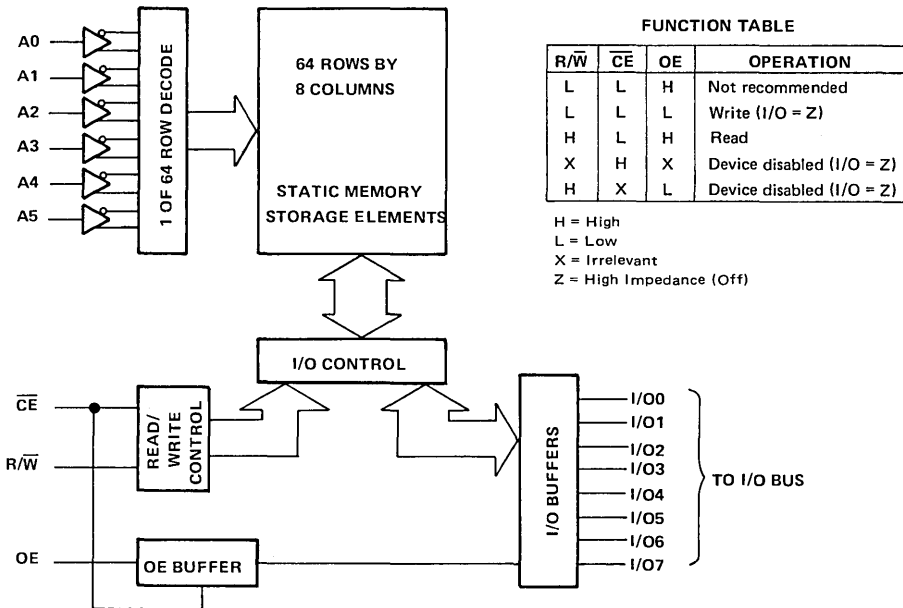 A0
A1
A2
A3
A4
A5
1 OF 64 ROW DECODE
64 ROWS BY
8 COLUMNS
STATIC MEMORY
STORAGE ELEMENTS
FUNCTION TABLE
R/W̅ C̅E̅ OE OPERATION
L L H Not recommended
L L L Write (I/O = Z)
H L H Read
X H X Device disabled (I/O = Z)
H X L Device disabled (I/O = Z)
H = High
L = Low
X = Irrelevant
Z = High Impedance (Off)
I/O CONTROL
C̅E̅
R/W̅
READ/
WRITE
CONTROL
OE
OE BUFFER
I/O BUFFERS
I/O0
I/O1
I/O2
I/O3
I/O4
I/O5
I/O6
I/O7
TO I/O BUS